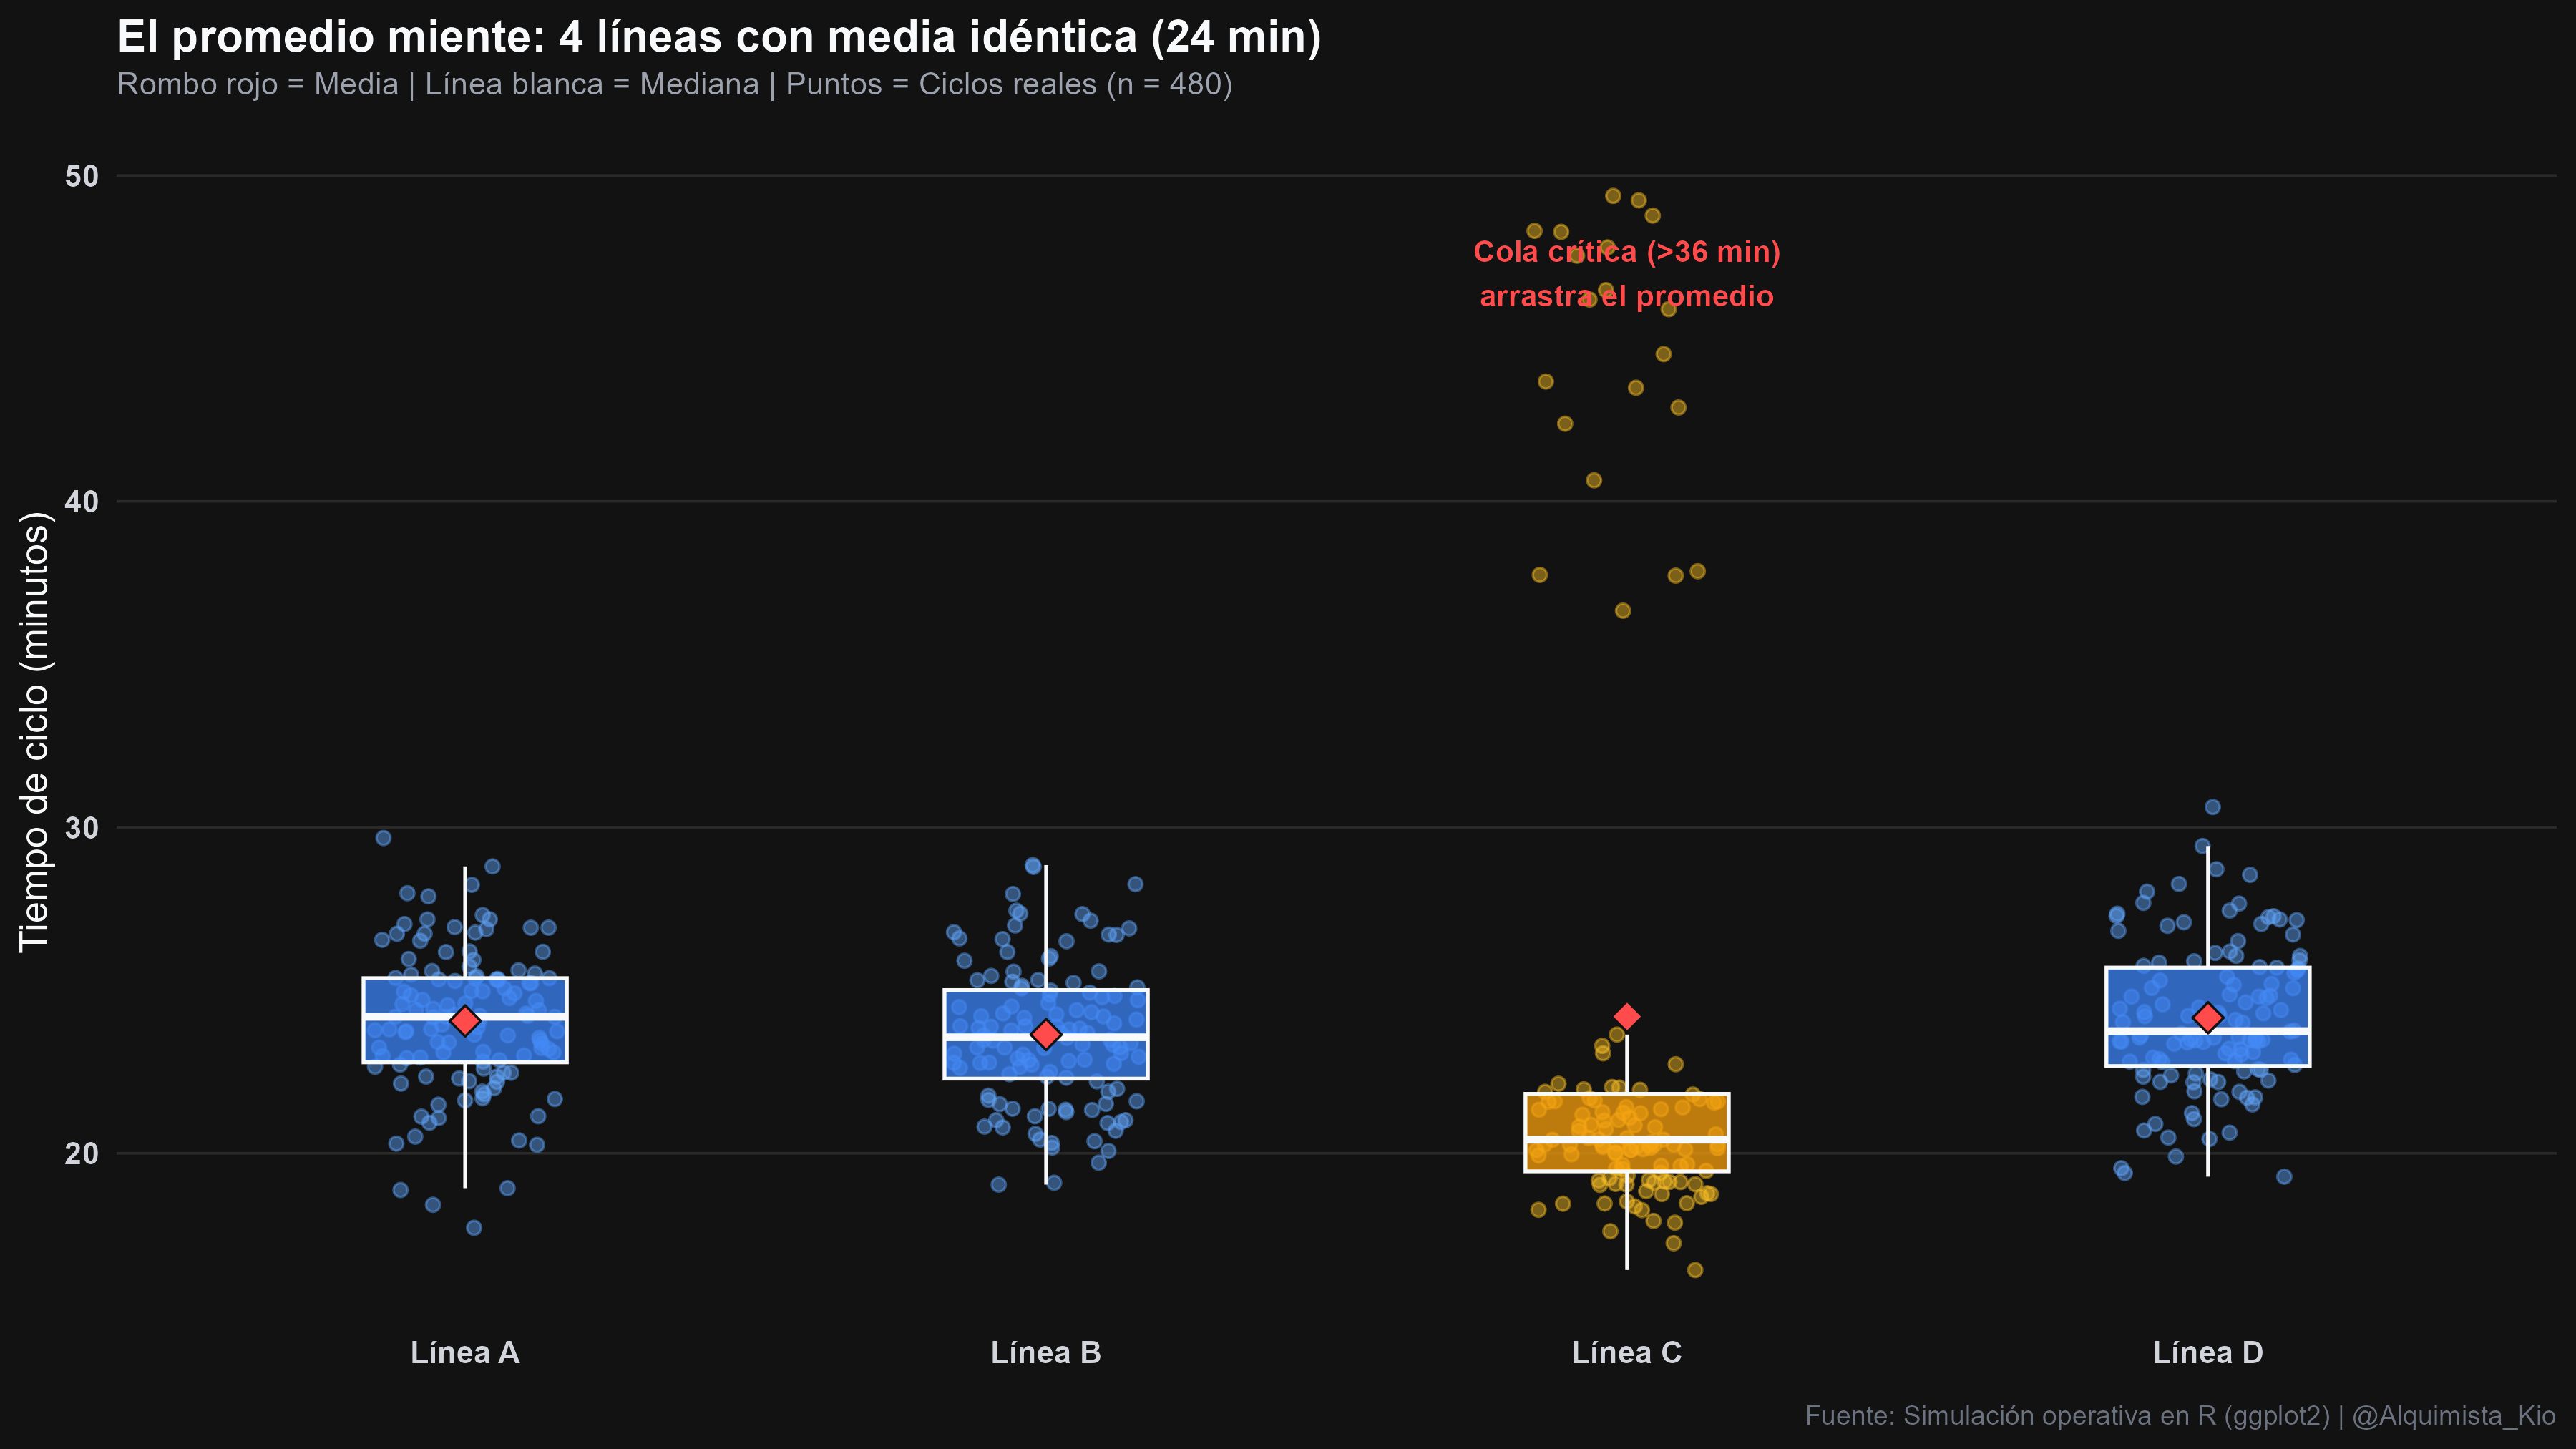 El promedio miente: 4 líneas con media idéntica (24 min)
Rombo rojo = Media | Línea blanca = Mediana | Puntos = Ciclos reales (n = 480)
Tiempo de ciclo (minutos)
50
40
30
20
Cola crítica (>36 min)
arrastra el promedio
Línea A
Línea B
Línea C
Línea D
Fuente: Simulación operativa en R (ggplot2) | @Alquimista_Kio